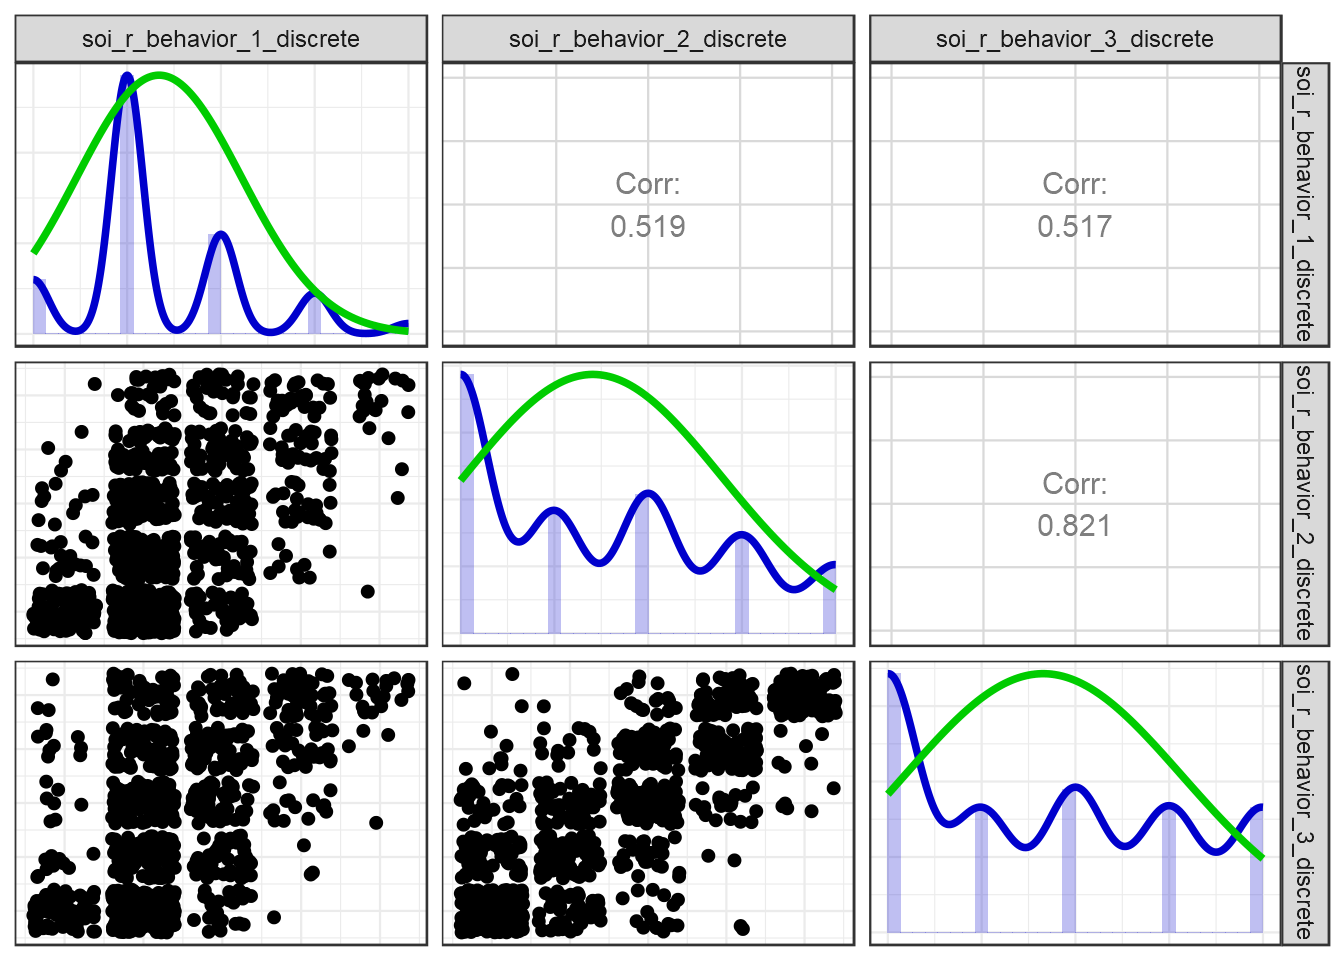 soi_r_behavior_1_discrete
soi_r_behavior_2_discrete
soi_r_behavior_3_discrete
Corr:
0.519
Corr:
0.517
soi_r_behavior_1_discrete
Corr:
0.821
soi_r_behavior_2_discrete
soi_r_behavior_3_discrete